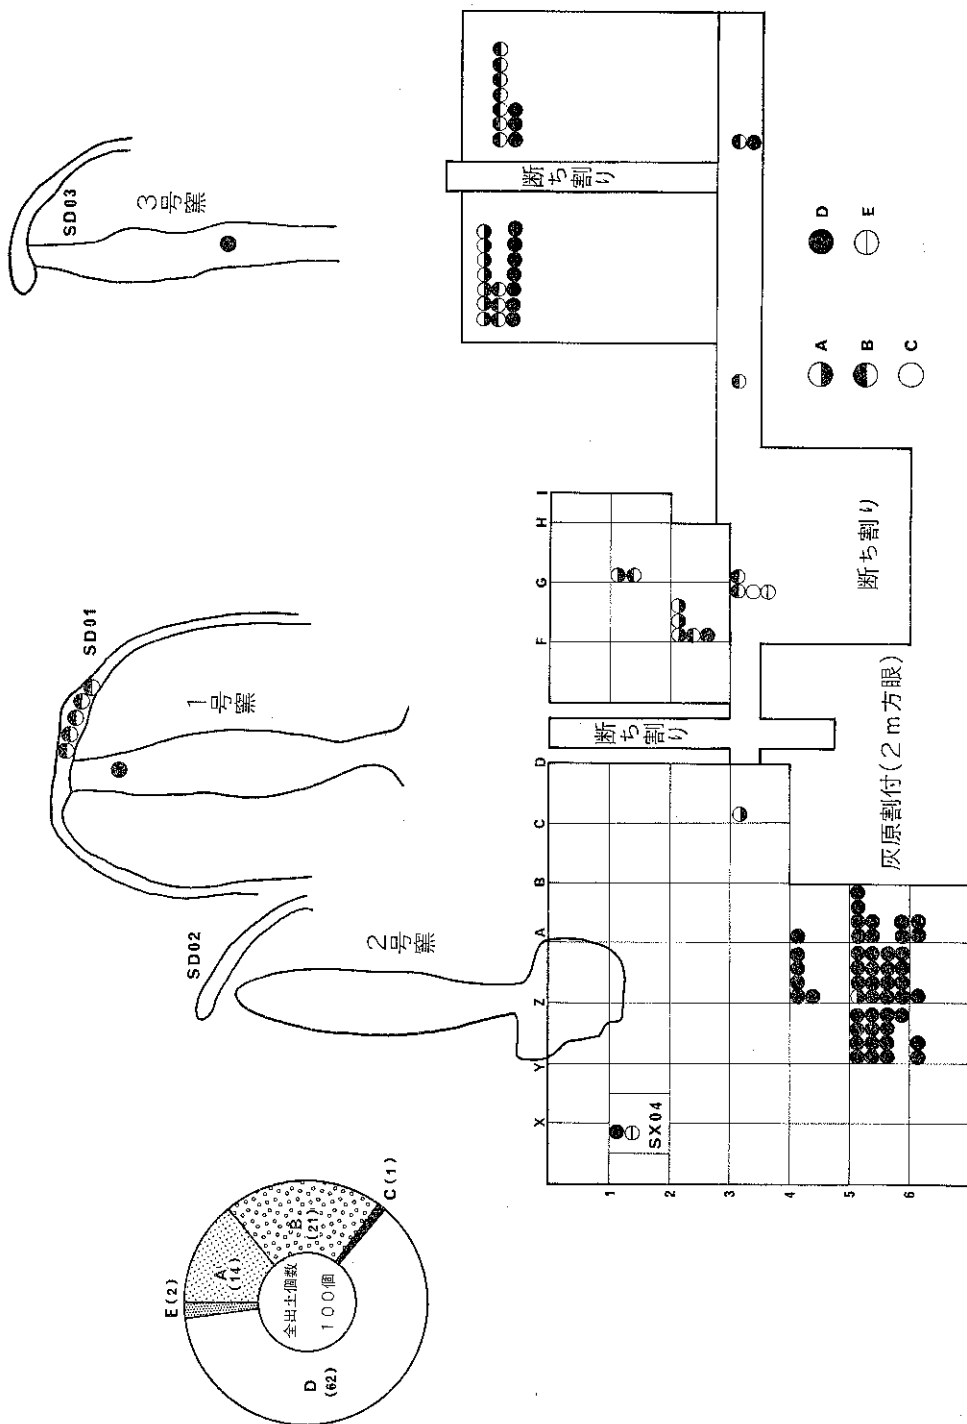 E(2)
A
(14)
B
(21)
C(1)
D
(62)
全出土個数
100個
SD02
2号窯
SD01
1号窯
SD03
3号窯
X
Y
Z
A
B
C
D
F
G
H
I
1
2
3
4
5
6
SX04
断ち割り
断ち割り
断ち割り
灰原割付(2m方眼)
A
B
C
D
E